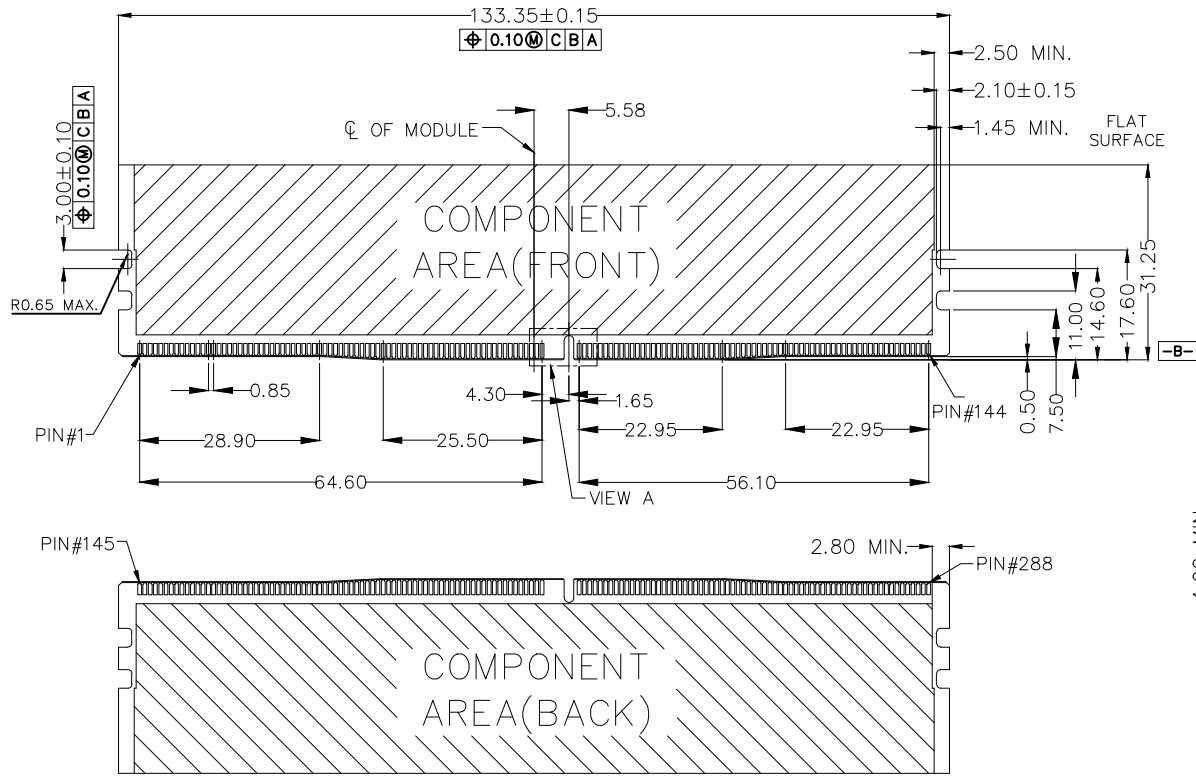 133.35±0.15
⌖ 0.10Ⓜ C B A
2.50 MIN.
2.10±0.15
5.58
℄ OF MODULE
1.45 MIN.
FLAT
SURFACE
3.00±0.10
⌖ 0.10Ⓜ C B A
COMPONENT
AREA(FRONT)
R0.65 MAX.
11.00
14.60
17.60
31.25
-B-
0.85
4.30
1.65
PIN#1
PIN#144
0.50
7.50
28.90
25.50
22.95
22.95
64.60
56.10
VIEW A
PIN#145
2.80 MIN.
PIN#288
COMPONENT
AREA(BACK)